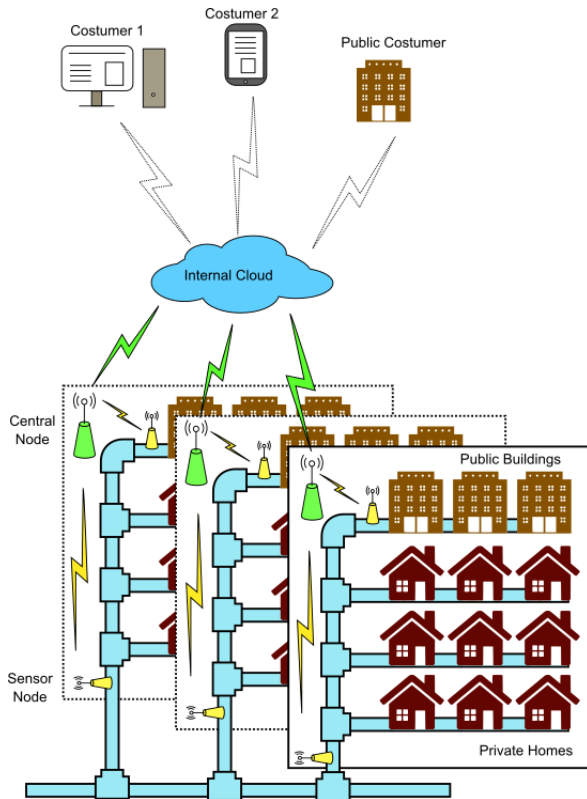 Costumer 1
Costumer 2
Public Costumer
Internal Cloud
Central
Node
Public Buildings
Sensor
Node
Private Homes